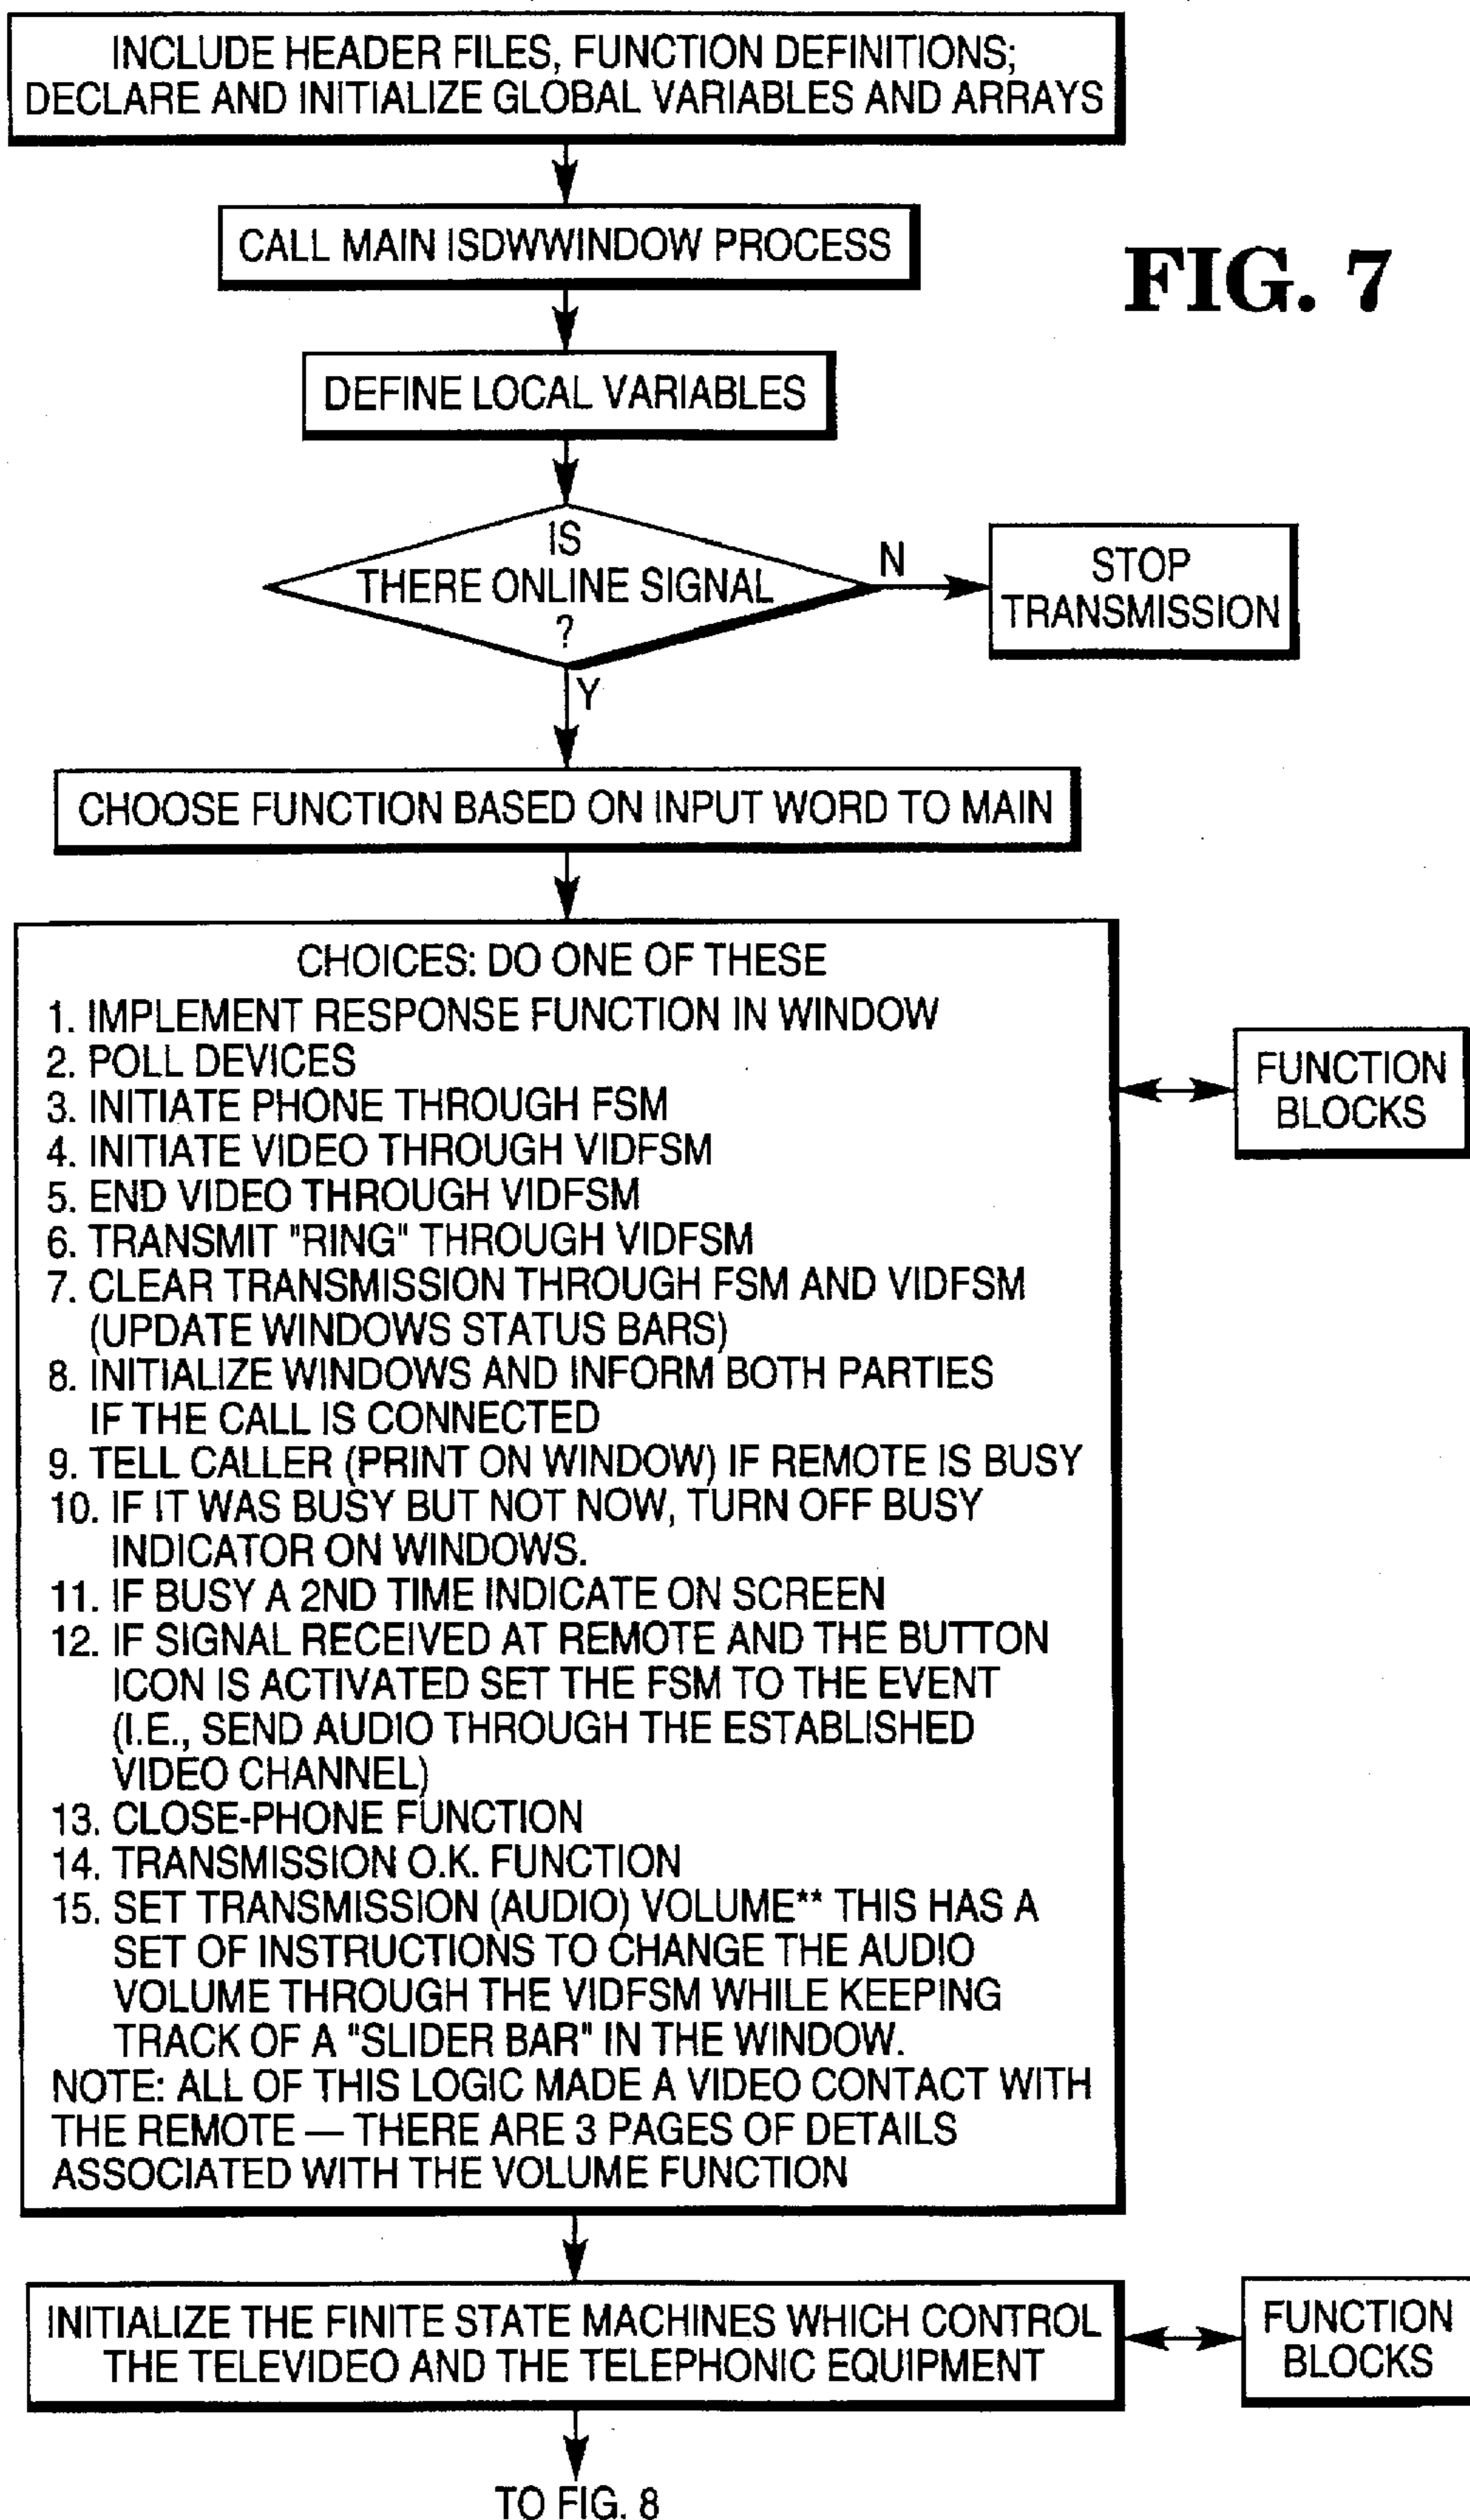 INCLUDE HEADER FILES, FUNCTION DEFINITIONS;
DECLARE AND INITIALIZE GLOBAL VARIABLES AND ARRAYS
CALL MAIN ISDWWINDOW PROCESS
FIG. 7
DEFINE LOCAL VARIABLES
IS
THERE ONLINE SIGNAL
?
N
STOP
TRANSMISSION
Y
CHOOSE FUNCTION BASED ON INPUT WORD TO MAIN
CHOICES: DO ONE OF THESE
1. IMPLEMENT RESPONSE FUNCTION IN WINDOW
2. POLL DEVICES
3. INITIATE PHONE THROUGH FSM
4. INITIATE VIDEO THROUGH VIDFSM
5. END VIDEO THROUGH VIDFSM
6. TRANSMIT "RING" THROUGH VIDFSM
7. CLEAR TRANSMISSION THROUGH FSM AND VIDFSM
(UPDATE WINDOWS STATUS BARS)
8. INITIALIZE WINDOWS AND INFORM BOTH PARTIES
IF THE CALL IS CONNECTED
9. TELL CALLER (PRINT ON WINDOW) IF REMOTE IS BUSY
10. IF IT WAS BUSY BUT NOT NOW, TURN OFF BUSY
INDICATOR ON WINDOWS.
11. IF BUSY A 2ND TIME INDICATE ON SCREEN
12. IF SIGNAL RECEIVED AT REMOTE AND THE BUTTON
ICON IS ACTIVATED SET THE FSM TO THE EVENT
(I.E., SEND AUDIO THROUGH THE ESTABLISHED
VIDEO CHANNEL)
13. CLOSE-PHONE FUNCTION
14. TRANSMISSION O.K. FUNCTION
15. SET TRANSMISSION (AUDIO) VOLUME** THIS HAS A
SET OF INSTRUCTIONS TO CHANGE THE AUDIO
VOLUME THROUGH THE VIDFSM WHILE KEEPING
TRACK OF A "SLIDER BAR" IN THE WINDOW.
NOTE: ALL OF THIS LOGIC MADE A VIDEO CONTACT WITH
THE REMOTE — THERE ARE 3 PAGES OF DETAILS
ASSOCIATED WITH THE VOLUME FUNCTION
FUNCTION
BLOCKS
INITIALIZE THE FINITE STATE MACHINES WHICH CONTROL
THE TELEVIDEO AND THE TELEPHONIC EQUIPMENT
FUNCTION
BLOCKS
TO FIG. 8